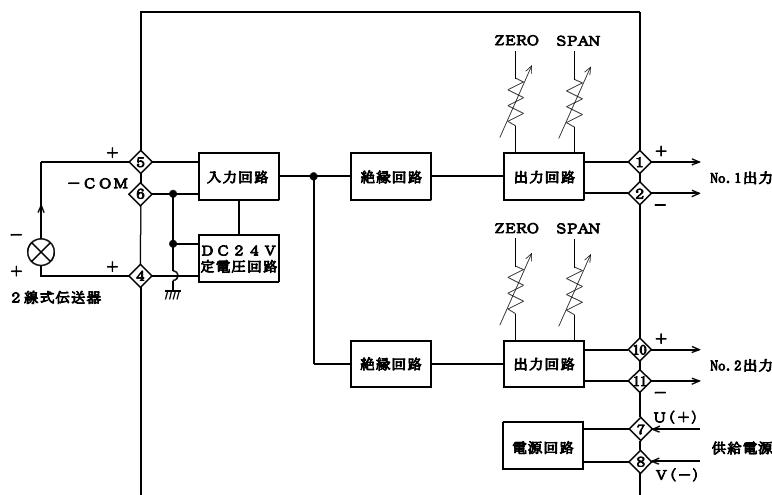 ZERO SPAN
+
5
－COM
6
入力回路
絶縁回路
出力回路
1
+
2
－
No.1出力
－
+
2線式伝送器
+
4
DC24V
定電圧回路
ZERO SPAN
絶縁回路
出力回路
10
+
11
－
No.2出力
電源回路
7
U(+)
8
V(－)
供給電源